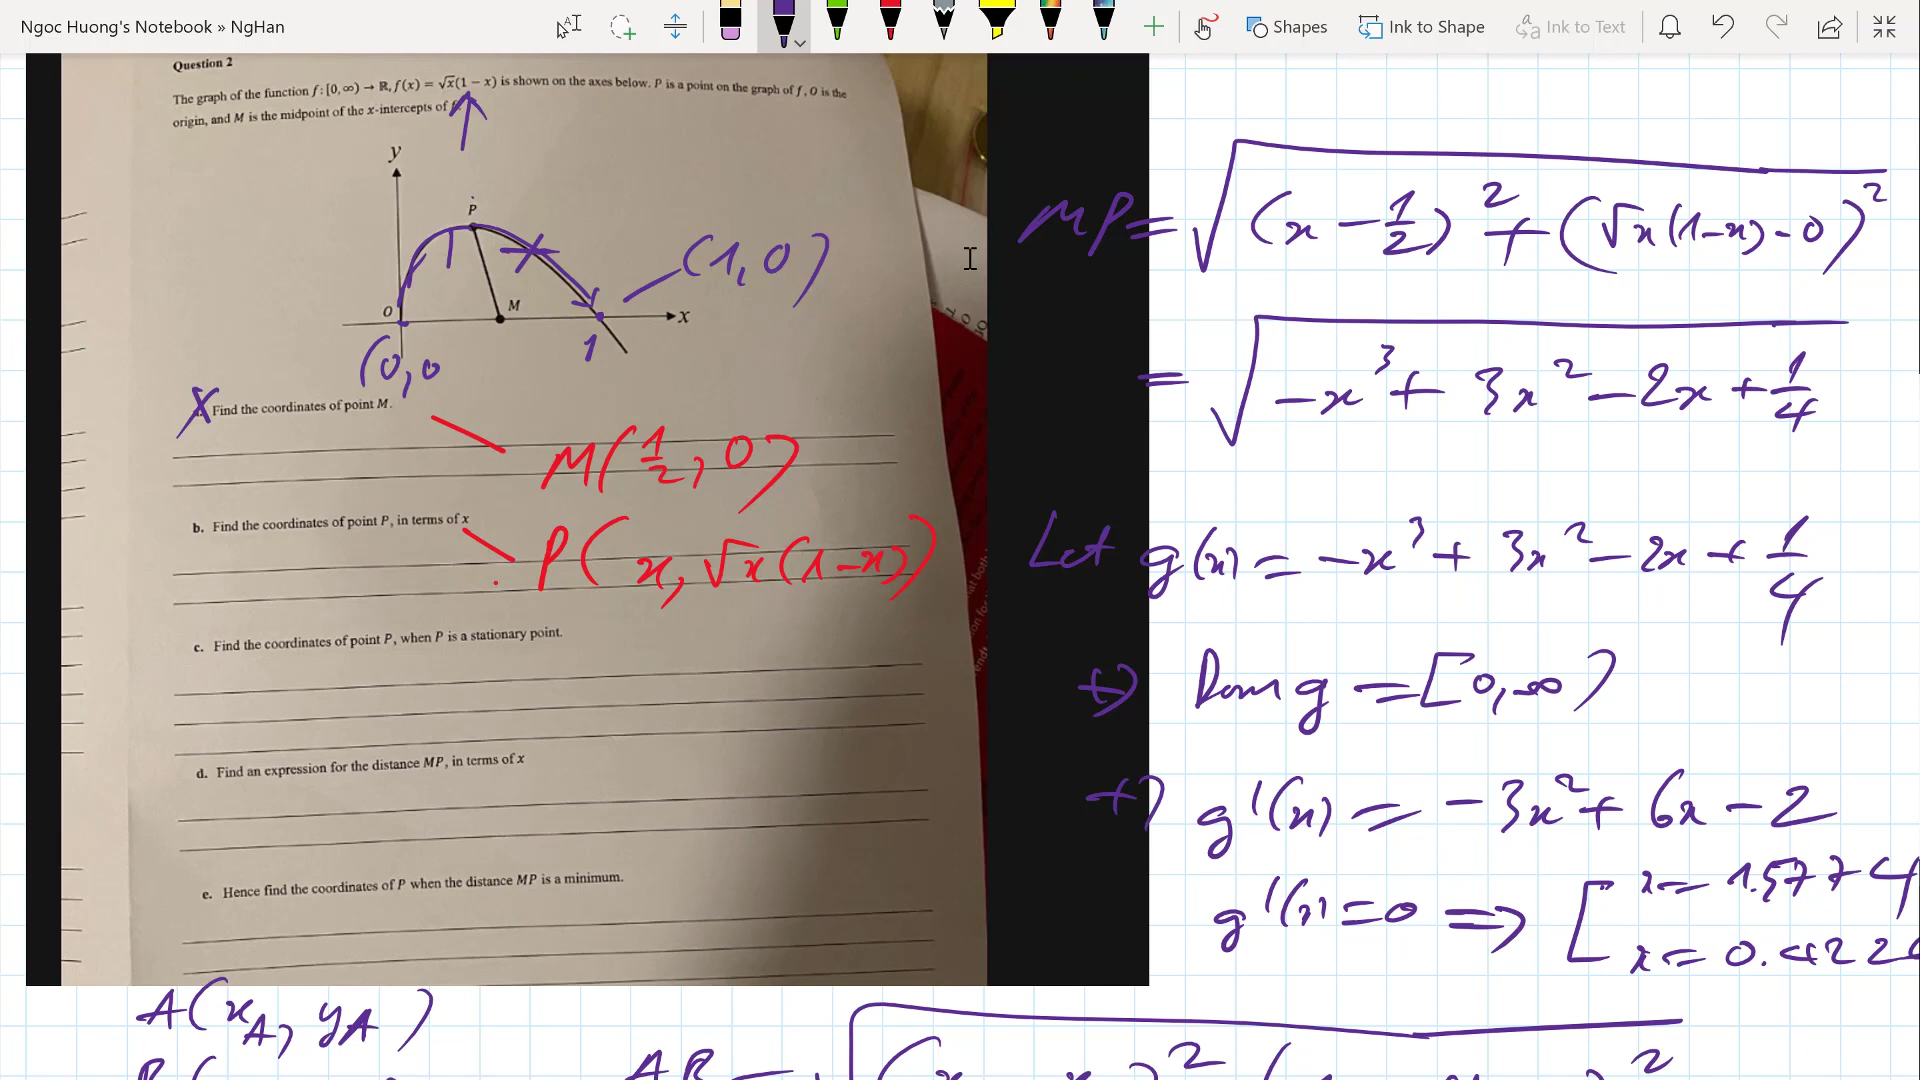 Ngoc Huong's Notebook » NgHan
Shapes
Ink to Shape
Ink to Text
Question 2
The graph of the function f: [0, ∞) → ℝ, f(x) = √x(1 − x) is shown on the axes below. P is a point on the graph of f, O is the
origin, and M is the midpoint of the x-intercepts of f
y
P
(1, 0)
O
M
x
(0, 0
1
Find the coordinates of point M.
M(1/2, 0)
b. Find the coordinates of point P, in terms of x
P(x, √x(1−x))
c. Find the coordinates of point P, when P is a stationary point.
d. Find an expression for the distance MP, in terms of x
e. Hence find the coordinates of P when the distance MP is a minimum.
A(xA, yA)
MP = √((x − 1/2)² + (√x(1−x) − 0)²
= √(−x³ + 3x² − 2x + 1/4)
Let g(x) = −x³ + 3x² − 2x + 1/4
+) Dom g = [0, ∞)
+) g'(x) = −3x² + 6x − 2
g'(x) = 0 ⇒ [ x = 1.5774
x = 0.422